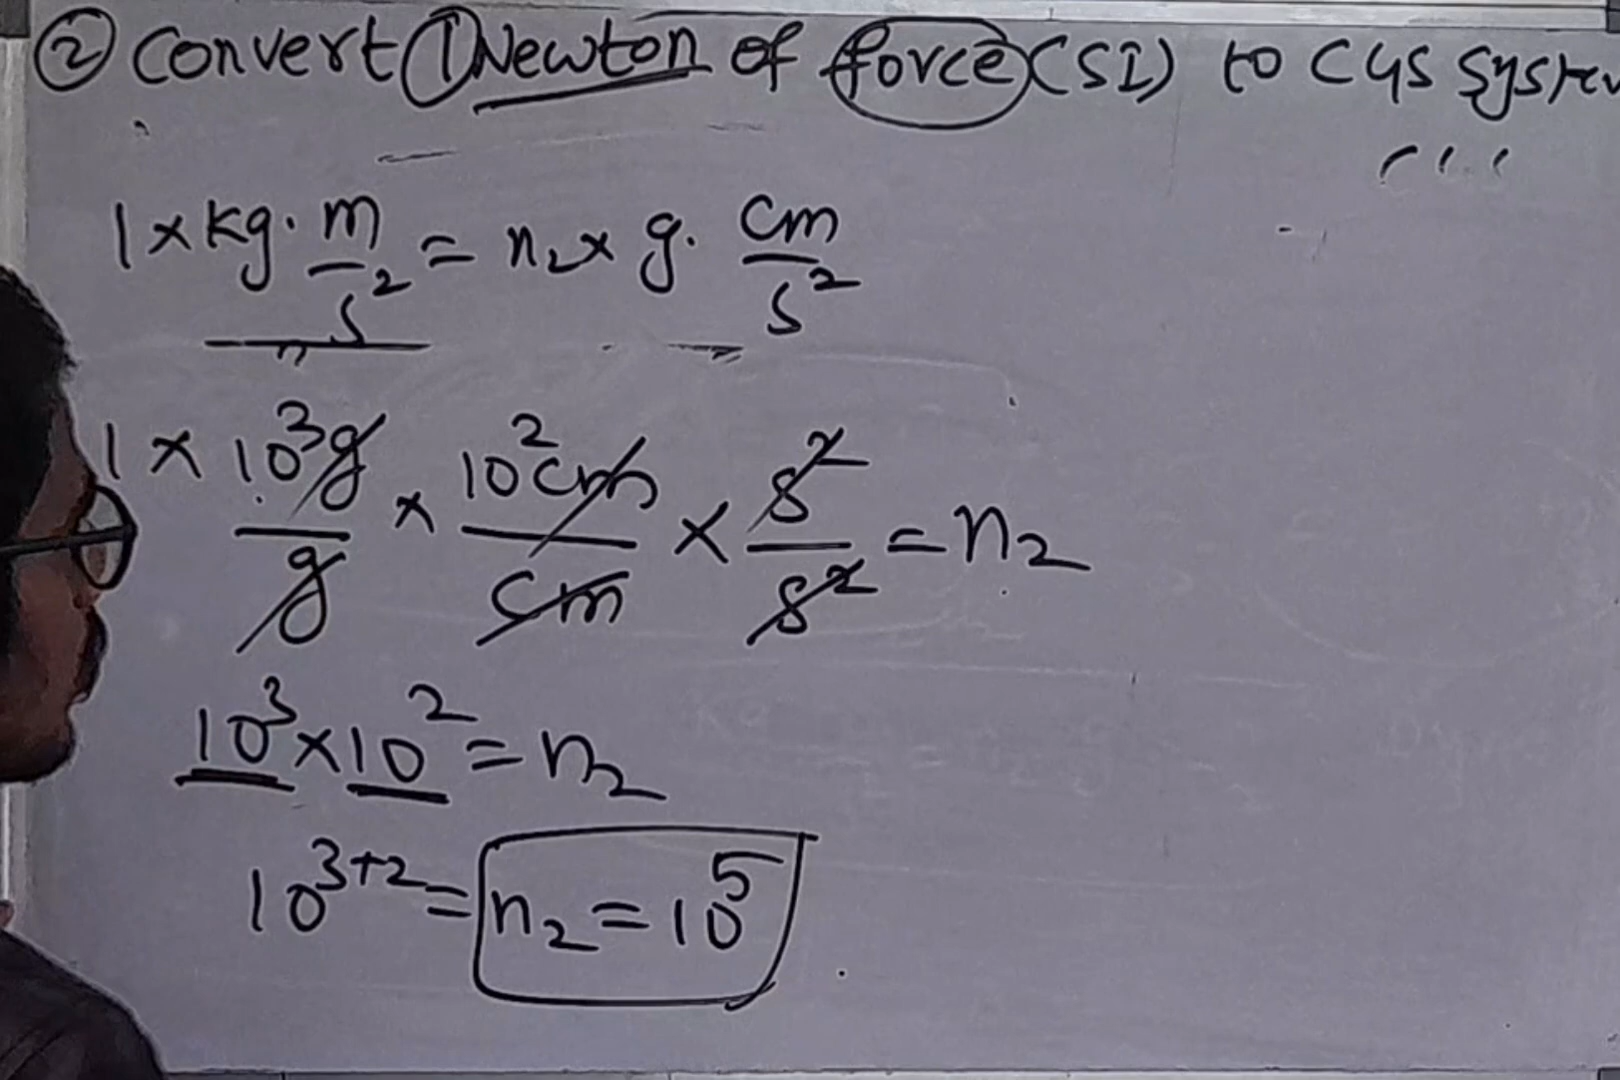 ② Convert 1 Newton of force (SI) to CGS System
1 × kg · m/s² = n₂ × g · cm/s²
1 × 10³g/g × 10²cm/cm × s²/s² = n₂
10³ × 10² = n₂
10³⁺² = n₂ = 10⁵